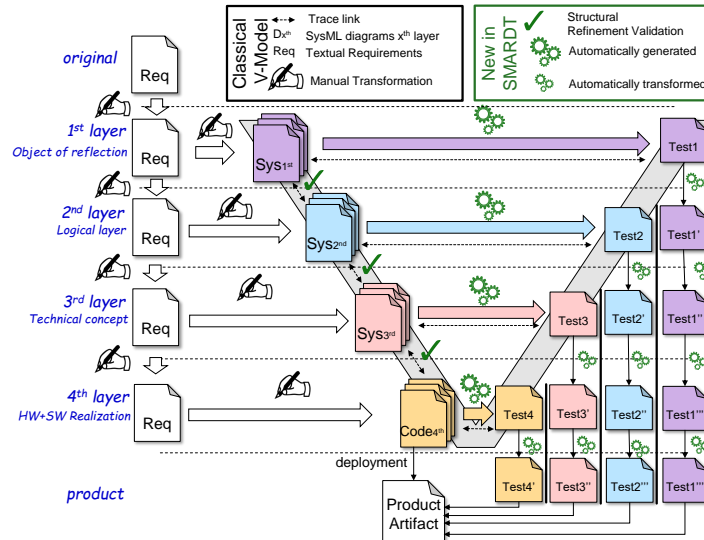 Classical
V-Model
Trace link
Dxth SysML diagrams xth layer
Req Textual Requirements
Manual Transformation
New in
SMARDT
Structural
Refinement Validation
Automatically generated
Automatically transformed
original
Req
1st layer
Object of reflection
Req
Sys1st
Test1
2nd layer
Logical layer
Req
Sys2nd
Test2
Test1'
3rd layer
Technical concept
Req
Sys3rd
Test3
Test2'
Test1''
4th layer
HW+SW Realization
Req
Code4th
Test4
Test3'
Test2''
Test1'''
deployment
product
Product
Artifact
Test4'
Test3''
Test2'''
Test1''''